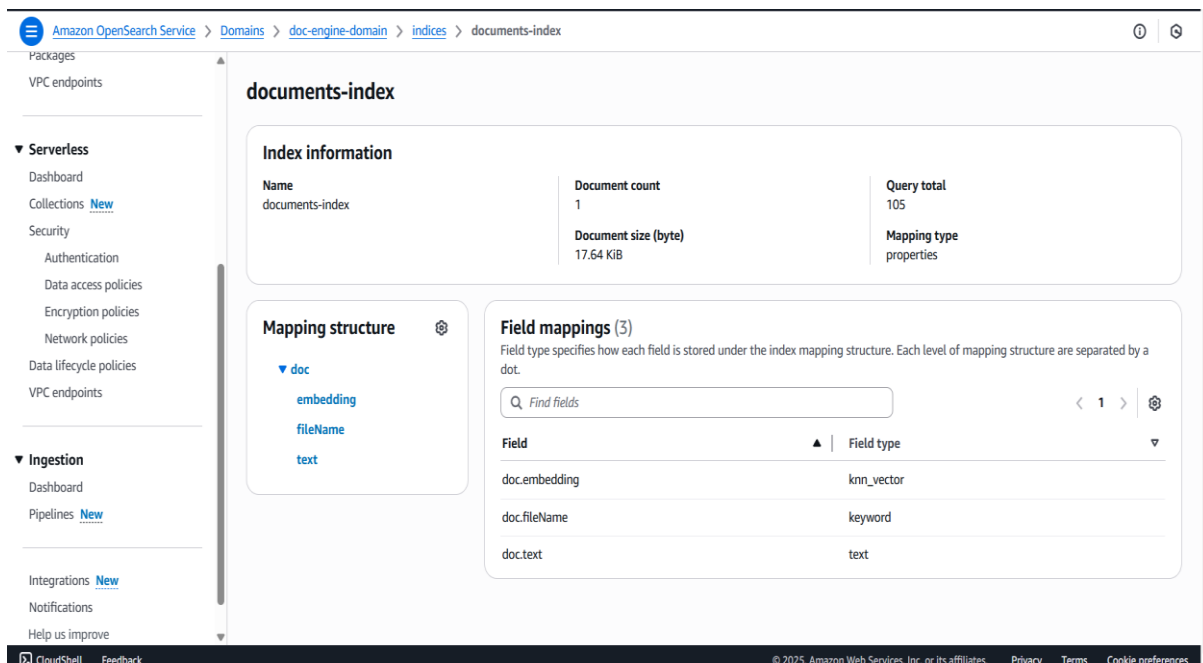 Amazon OpenSearch Service > Domains > doc-engine-domain > indices > documents-index
Packages
VPC endpoints
Serverless
Dashboard
Collections New
Security
Authentication
Data access policies
Encryption policies
Network policies
Data lifecycle policies
VPC endpoints
Ingestion
Dashboard
Pipelines New
Integrations New
Notifications
Help us improve
documents-index
Index information
Name
documents-index
Document count
1
Document size (byte)
17.64 KiB
Query total
105
Mapping type
properties
Mapping structure
doc
embedding
fileName
text
Field mappings (3)
Field type specifies how each field is stored under the index mapping structure. Each level of mapping structure are separated by a
dot.
Find fields
< 1 >
Field Field type
doc.embedding knn_vector
doc.fileName keyword
doc.text text
CloudShell Feedback © 2025, Amazon Web Services, Inc. or its affiliates. Privacy Terms Cookie preferences